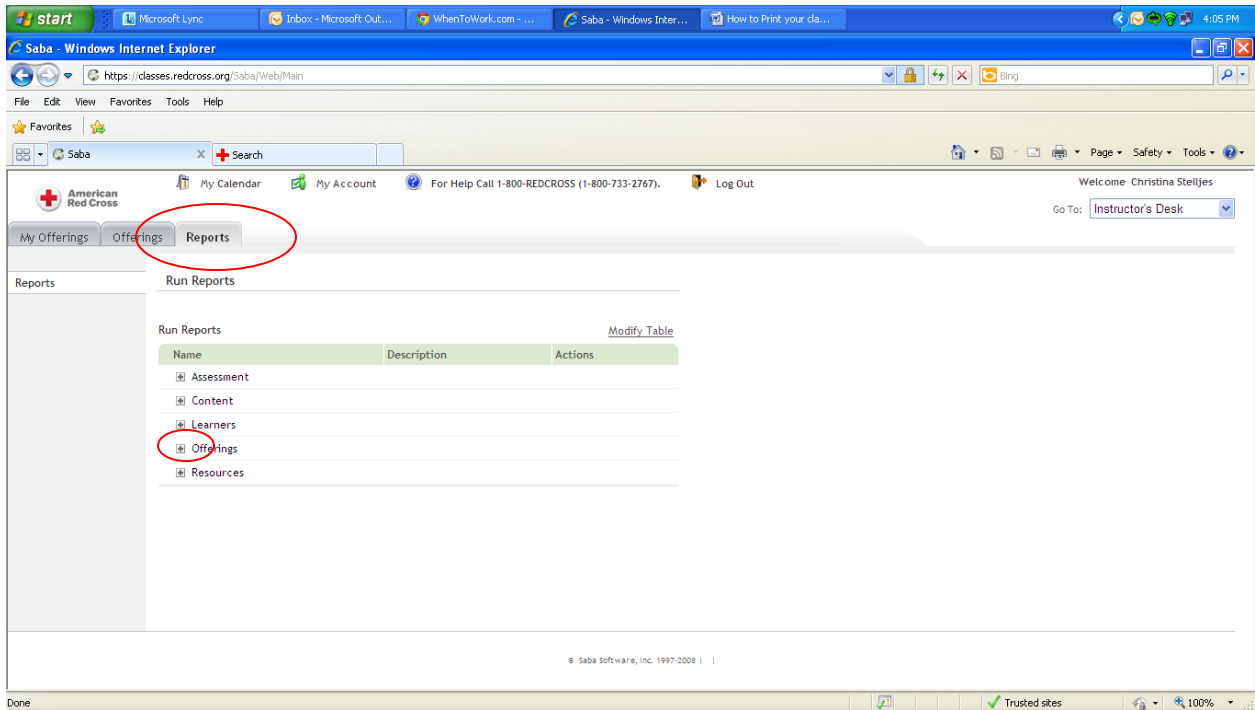 start Microsoft Lync Inbox - Microsoft Out... WhenToWork.com - ... Saba - Windows Inter... How to Print your cla... 4:05 PM
Saba - Windows Internet Explorer
https://classes.redcross.org/Saba/Web/Main Bing
File Edit View Favorites Tools Help
Favorites
Saba X Search Page Safety Tools
American
Red Cross
My Calendar My Account For Help Call 1-800-REDCROSS (1-800-733-2767). Log Out Welcome Christina Stelljes
Go To: Instructor's Desk
My Offerings Offerings Reports
Reports
Run Reports
Run Reports Modify Table
Name Description Actions
Assessment
Content
Learners
Offerings
Resources
© Saba Software, Inc. 1997-2008 | |
Done Trusted sites 100%